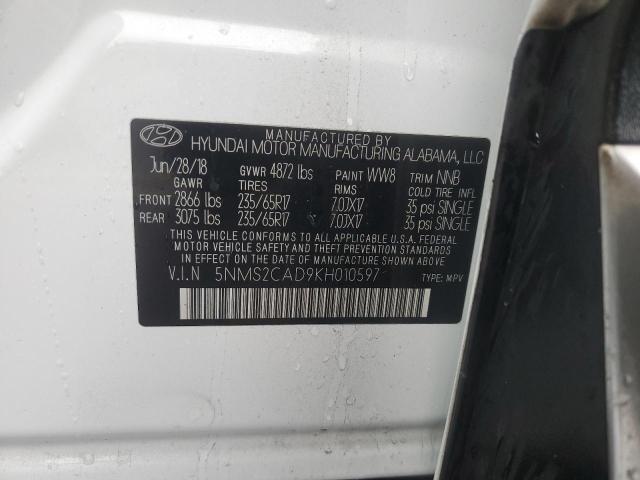 MANUFACTURED BY
HYUNDAI MOTOR MANUFACTURING ALABAMA, LLC
Jun/28/18 GVWR 4872 lbs PAINT WW8 TRIM NNB
GAWR TIRES RIMS COLD TIRE INFL
FRONT 2866 lbs 235/65R17 7.0JX17 35 psi SINGLE
REAR 3075 lbs 235/65R17 7.0JX17 35 psi SINGLE
THIS VEHICLE CONFORMS TO ALL APPLICABLE U.S.A. FEDERAL
MOTOR VEHICLE SAFETY AND THEFT PREVENTION STANDARDS
IN EFFECT ON THE DATE OF MANUFACTURE SHOWN ABOVE.
V.I.N 5NMS2CAD9KH010597 TYPE: MPV